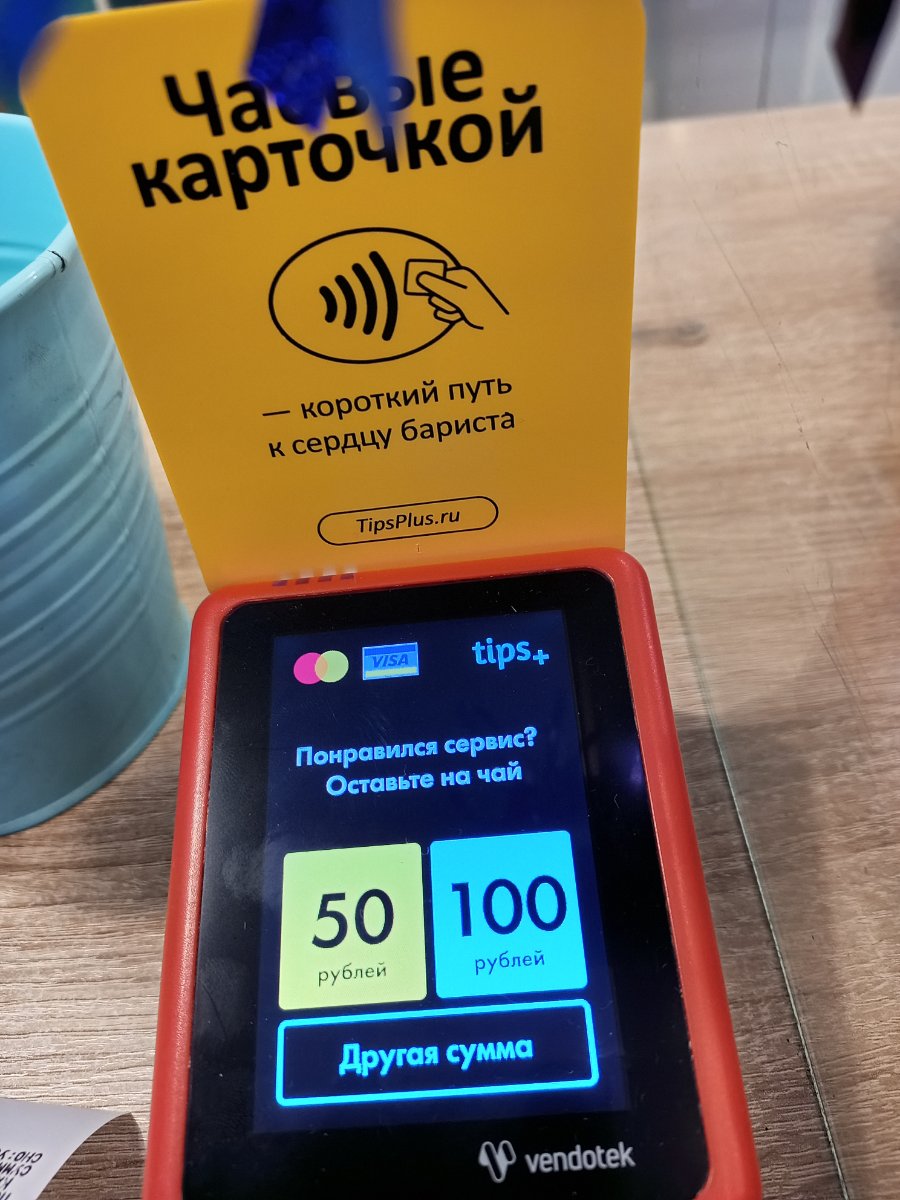 Чаевые
карточкой
— короткий путь
к сердцу бариста
TipsPlus.ru
VISA
tips+
Понравился сервис?
Оставьте на чай
50
рублей
100
рублей
Другая сумма
vendotek